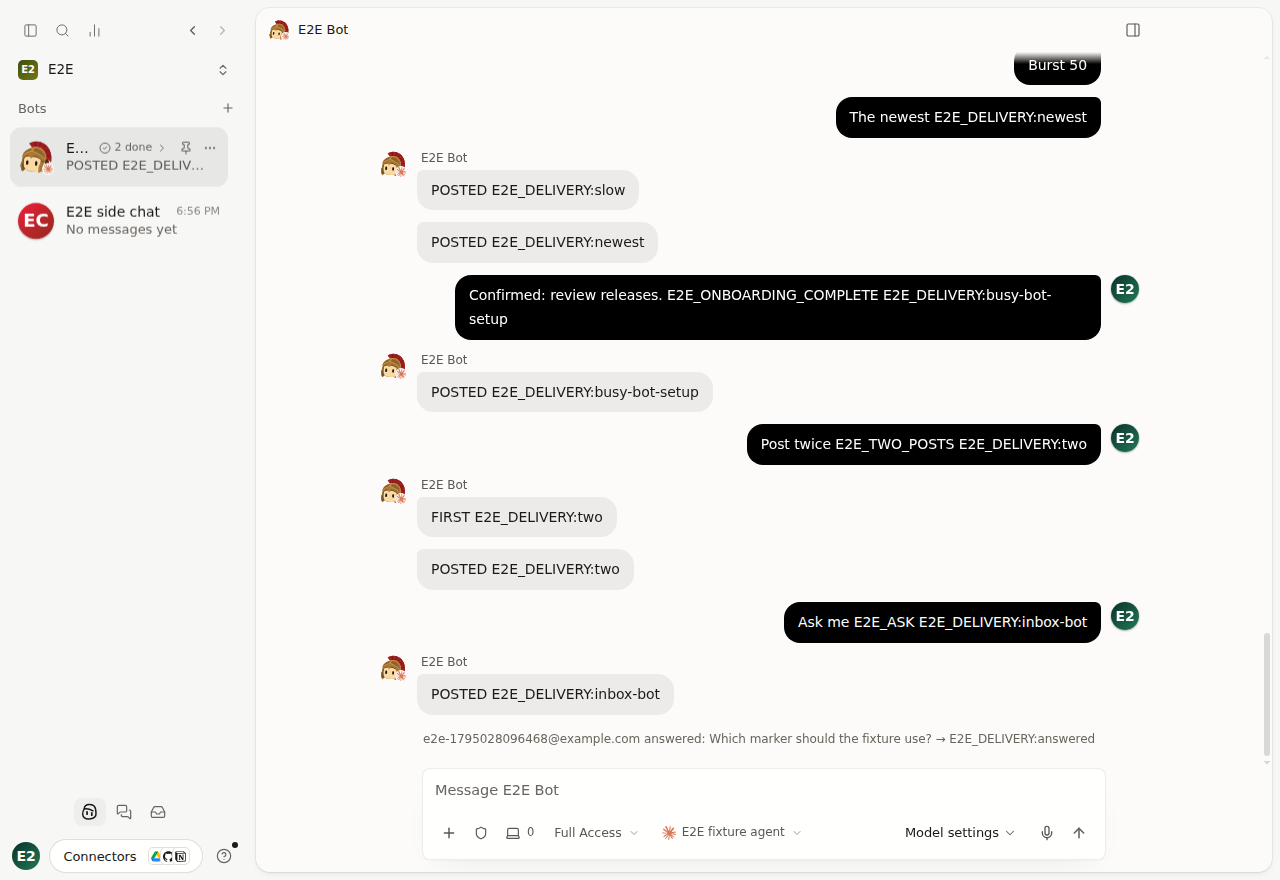 E2 E2E
Bots
E... 2 done
POSTED E2E_DELIV...
EC E2E side chat 6:56 PM
No messages yet
E2 Connectors
E2E Bot
Burst 50
The newest E2E_DELIVERY:newest
E2E Bot
POSTED E2E_DELIVERY:slow
POSTED E2E_DELIVERY:newest
Confirmed: review releases. E2E_ONBOARDING_COMPLETE E2E_DELIVERY:busy-bot-
setup
E2
E2E Bot
POSTED E2E_DELIVERY:busy-bot-setup
Post twice E2E_TWO_POSTS E2E_DELIVERY:two
E2
E2E Bot
FIRST E2E_DELIVERY:two
POSTED E2E_DELIVERY:two
Ask me E2E_ASK E2E_DELIVERY:inbox-bot
E2
E2E Bot
POSTED E2E_DELIVERY:inbox-bot
e2e-1795028096468@example.com answered: Which marker should the fixture use? → E2E_DELIVERY:answered
Message E2E Bot
0 Full Access E2E fixture agent Model settings